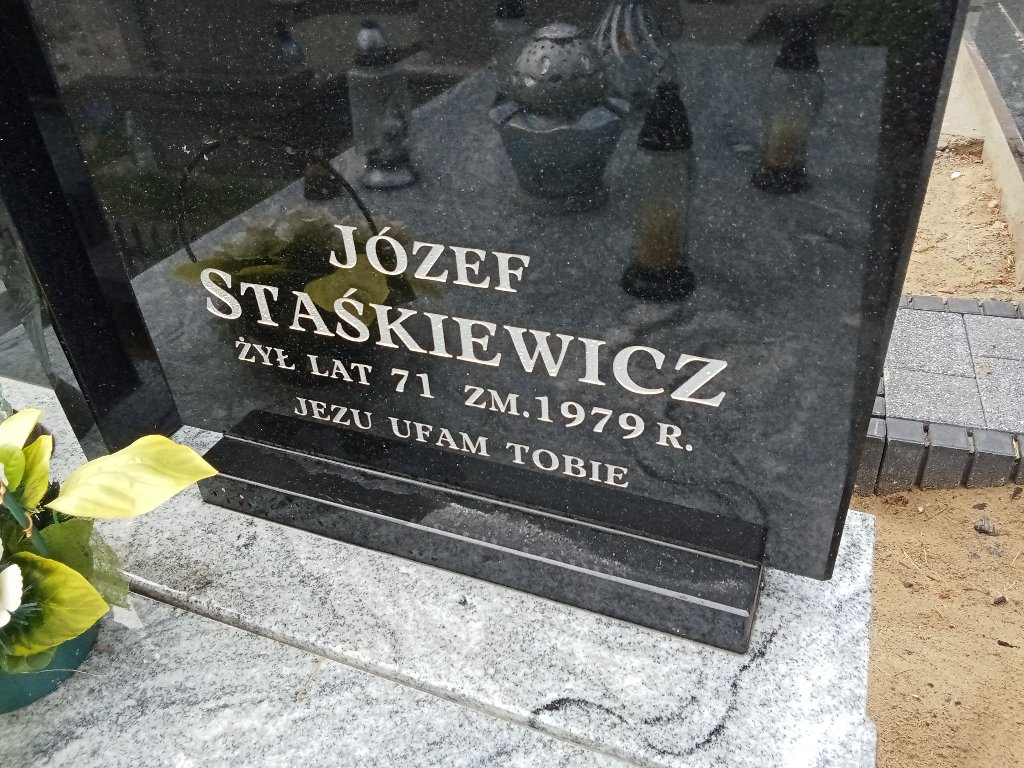 JÓZEF
STAŚKIEWICZ
ŻYŁ LAT 71 ZM.1979 R.
JEZU UFAM TOBIE